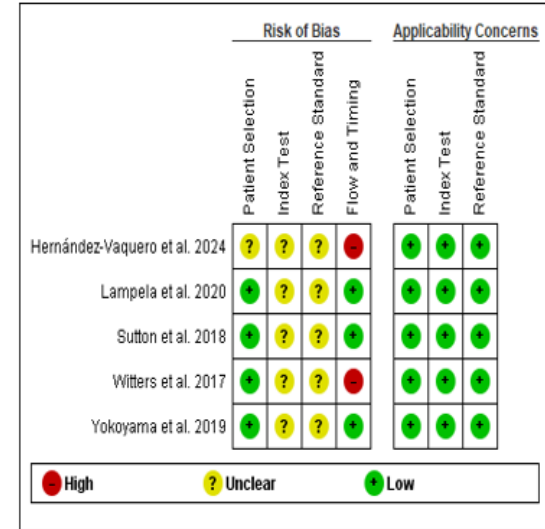 Risk of Bias
Applicability Concerns
Patient Selection
Index Test
Reference Standard
Flow and Timing
Patient Selection
Index Test
Reference Standard
Hernández-Vaquero et al. 2024 ? ? ? - + + +
Lampela et al. 2020 + ? ? + + + +
Sutton et al. 2018 + ? ? + + + +
Witters et al. 2017 + ? ? - + + +
Yokoyama et al. 2019 + ? ? + + + +
- High ? Unclear + Low